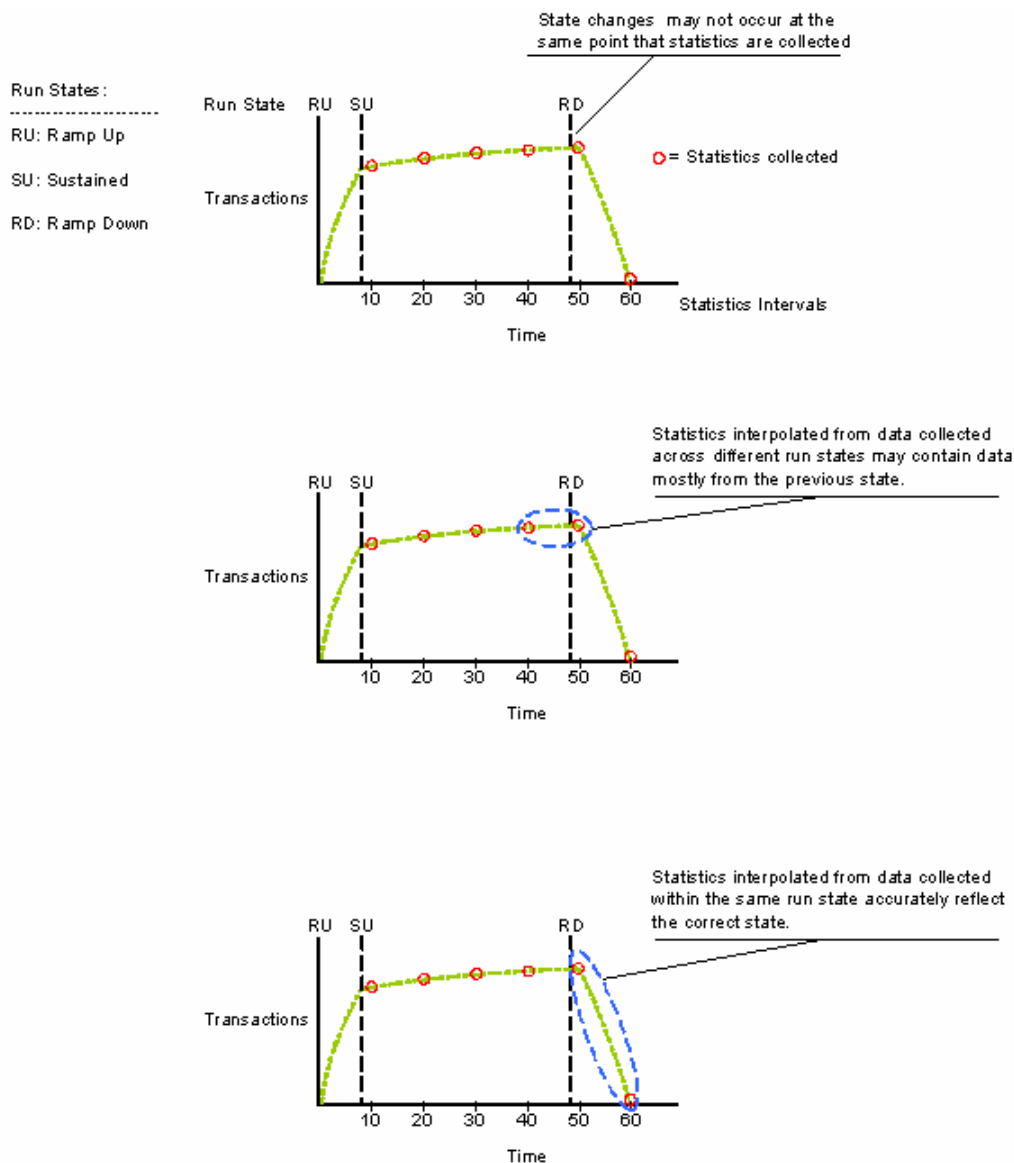 State changes may not occur at the
same point that statistics are collected
Run States:
RU: Ramp Up
SU: Sustained
RD: Ramp Down
Run State RU SU RD
= Statistics collected
Transactions
10 20 30 40 50 60
Statistics Intervals
Time
Statistics interpolated from data collected
across different run states may contain data
mostly from the previous state.
RU SU RD
Transactions
10 20 30 40 50 60
Time
Statistics interpolated from data collected
within the same run state accurately reflect
the correct state.
RU SU RD
Transactions
10 20 30 40 50 60
Time